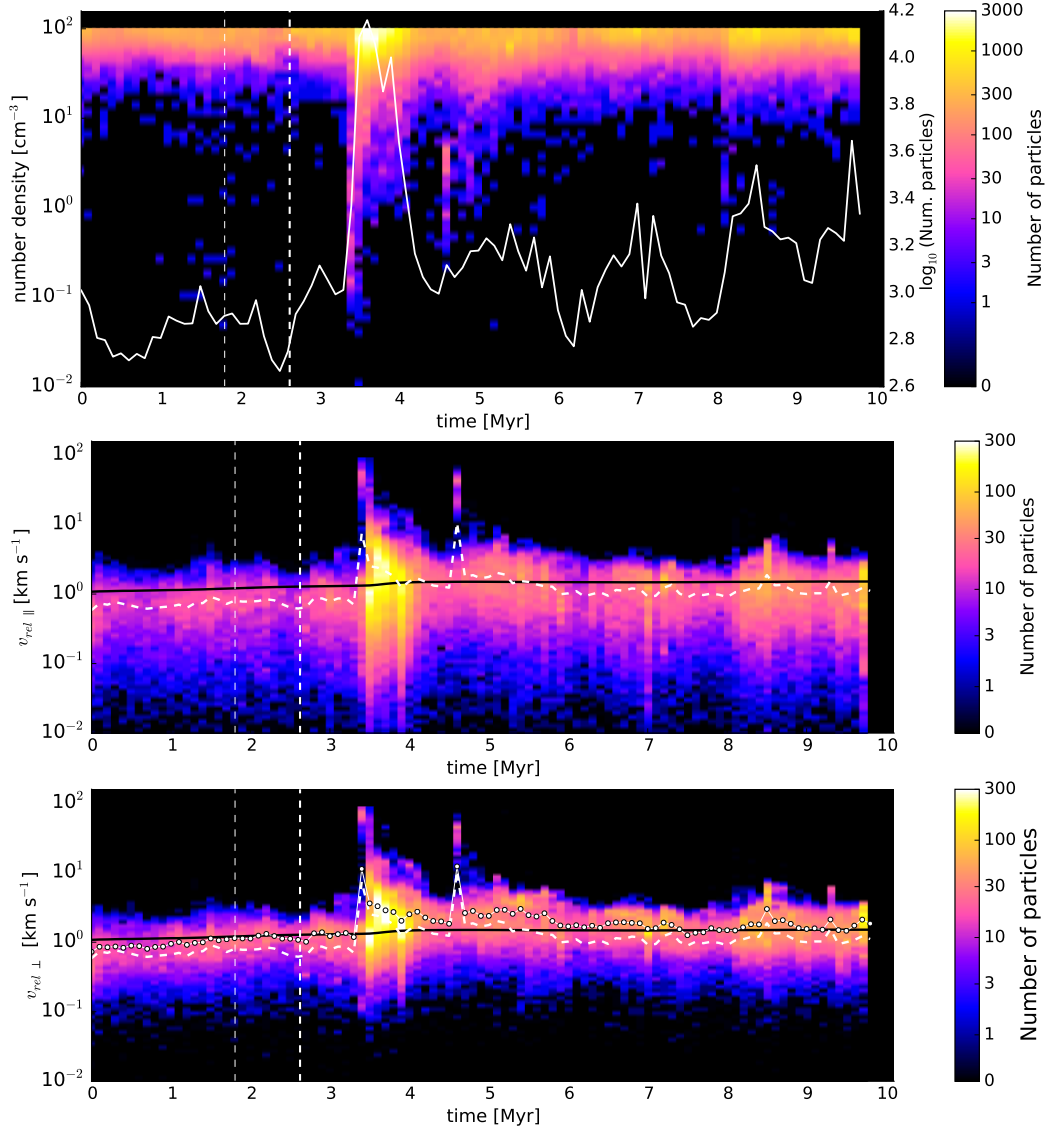 10² 10¹ 10⁰ 10⁻¹ 10⁻²
number density [cm⁻³]
0 1 2 3 4 5 6 7 8 9 10
time [Myr]
4.2 4.0 3.8 3.6 3.4 3.2 3.0 2.8 2.6
log₁₀ (Num. particles)
3000 1000 300 100 30 10 3 1 0
Number of particles
10² 10¹ 10⁰ 10⁻¹ 10⁻²
v_rel ∥ [km s⁻¹]
0 1 2 3 4 5 6 7 8 9 10
time [Myr]
300 100 30 10 3 1 0
Number of particles
10² 10¹ 10⁰ 10⁻¹ 10⁻²
v_rel ⊥ [km s⁻¹]
0 1 2 3 4 5 6 7 8 9 10
time [Myr]
300 100 30 10 3 1 0
Number of particles